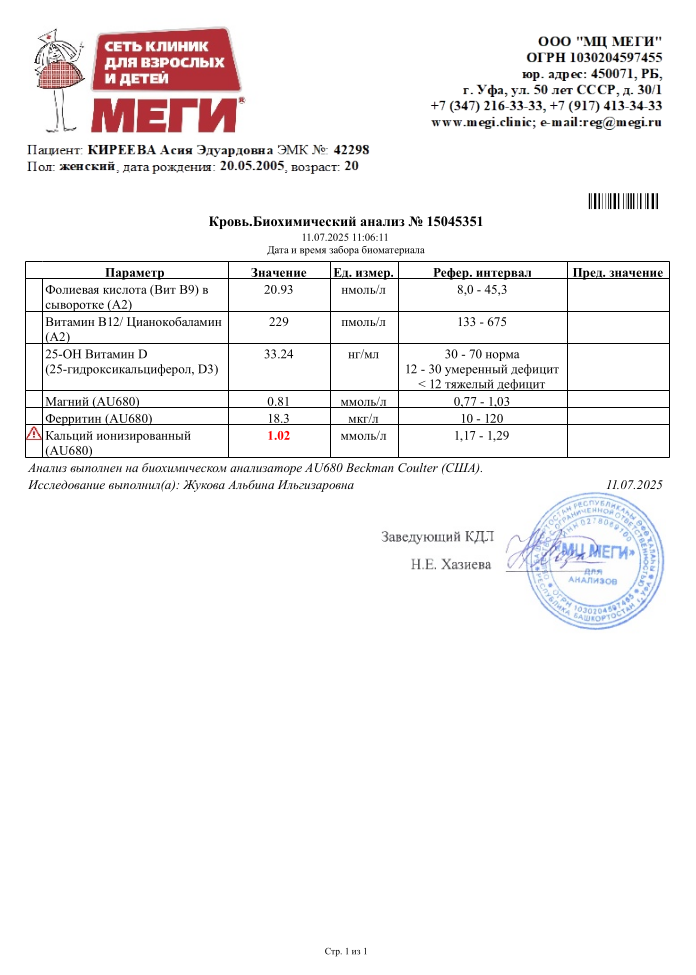 СЕТЬ КЛИНИК
ДЛЯ ВЗРОСЛЫХ
И ДЕТЕЙ
МЕГИ®
ООО "МЦ МЕГИ"
ОГРН 1030204597455
юр. адрес: 450071, РБ,
г. Уфа, ул. 50 лет СССР, д. 30/1
+7 (347) 216-33-33, +7 (917) 413-34-33
www.megi.clinic; e-mail:reg@megi.ru
Пациент: КИРЕЕВА Асия Эдуардовна ЭМК №: 42298
Пол: женский, дата рождения: 20.05.2005, возраст: 20
Кровь.Биохимический анализ № 15045351
11.07.2025 11:06:11
Дата и время забора биоматериала
Параметр Значение Ед. измер. Рефер. интервал Пред. значение
Фолиевая кислота (Вит В9) в 20.93 нмоль/л 8,0 - 45,3
сыворотке (А2)
Витамин В12/ Цианокобаламин 229 пмоль/л 133 - 675
(А2)
25-ОН Витамин D 33.24 нг/мл 30 - 70 норма
(25-гидроксикальциферол, D3) 12 - 30 умеренный дефицит
< 12 тяжелый дефицит
Магний (AU680) 0.81 ммоль/л 0,77 - 1,03
Ферритин (AU680) 18.3 мкг/л 10 - 120
Кальций ионизированный 1.02 ммоль/л 1,17 - 1,29
(AU680)
Анализ выполнен на биохимическом анализаторе AU680 Beckman Coulter (США).
Исследование выполнил(а): Жукова Альбина Ильгизаровна 11.07.2025
Заведующий КДЛ
Н.Е. Хазиева
«МЦ МЕГИ»
ДЛЯ
АНАЛИЗОВ
ОГРН 1030204597455
РЕСПУБЛИКА БАШКОРТОСТАН
Стр. 1 из 1